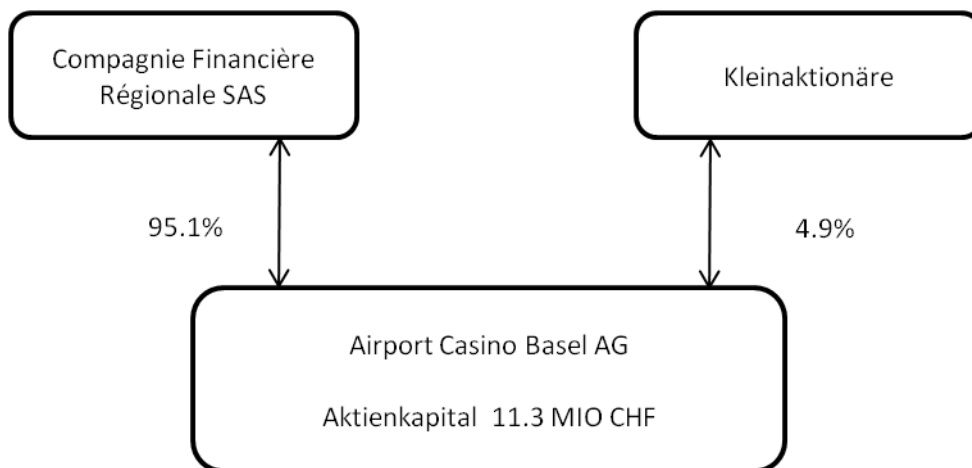 Compagnie Financière
Régionale SAS
Kleinaktionäre
95.1%
4.9%
Airport Casino Basel AG
Aktienkapital 11.3 MIO CHF